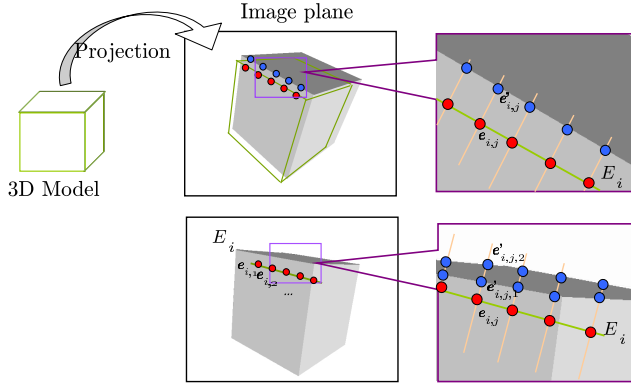 Image plane
Projection
3D Model
e'i,j
ei,j
Ei
Ei
ei,1
ei,2
...
e'i,j,2
e'i,j,1
ei,j
Ei